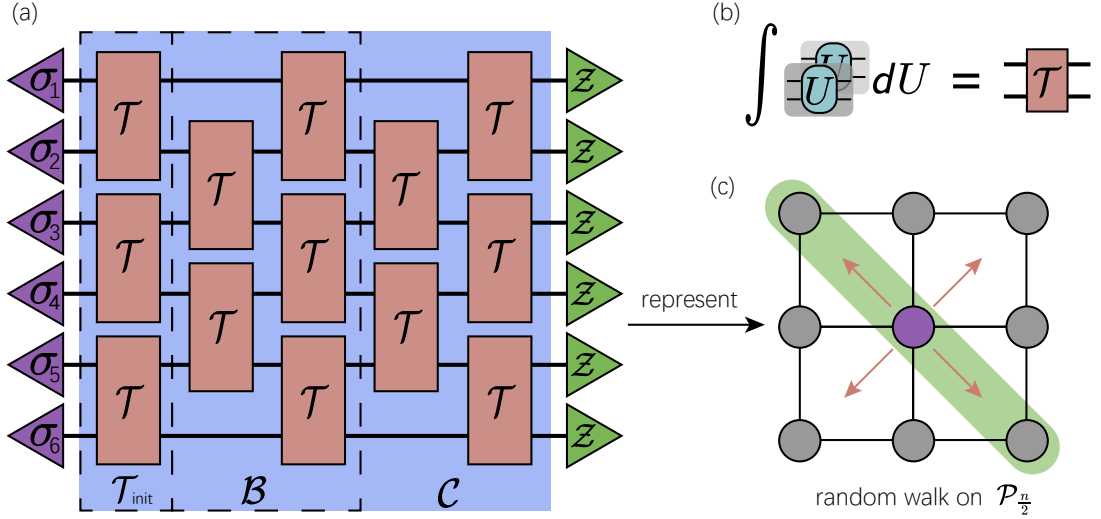 (a)
σ1
σ2
σ3
σ4
σ5
σ6
𝒯 𝒯 𝒯
𝒯 𝒯
𝒯 𝒯 𝒯
𝒯 𝒯
𝒯 𝒯 𝒯
𝒵
𝒵
𝒵
𝒵
𝒵
𝒵
𝒯init
ℬ
𝒞
(b)
∫ U U dU = 𝒯
represent
(c)
random walk on 𝒫n/2